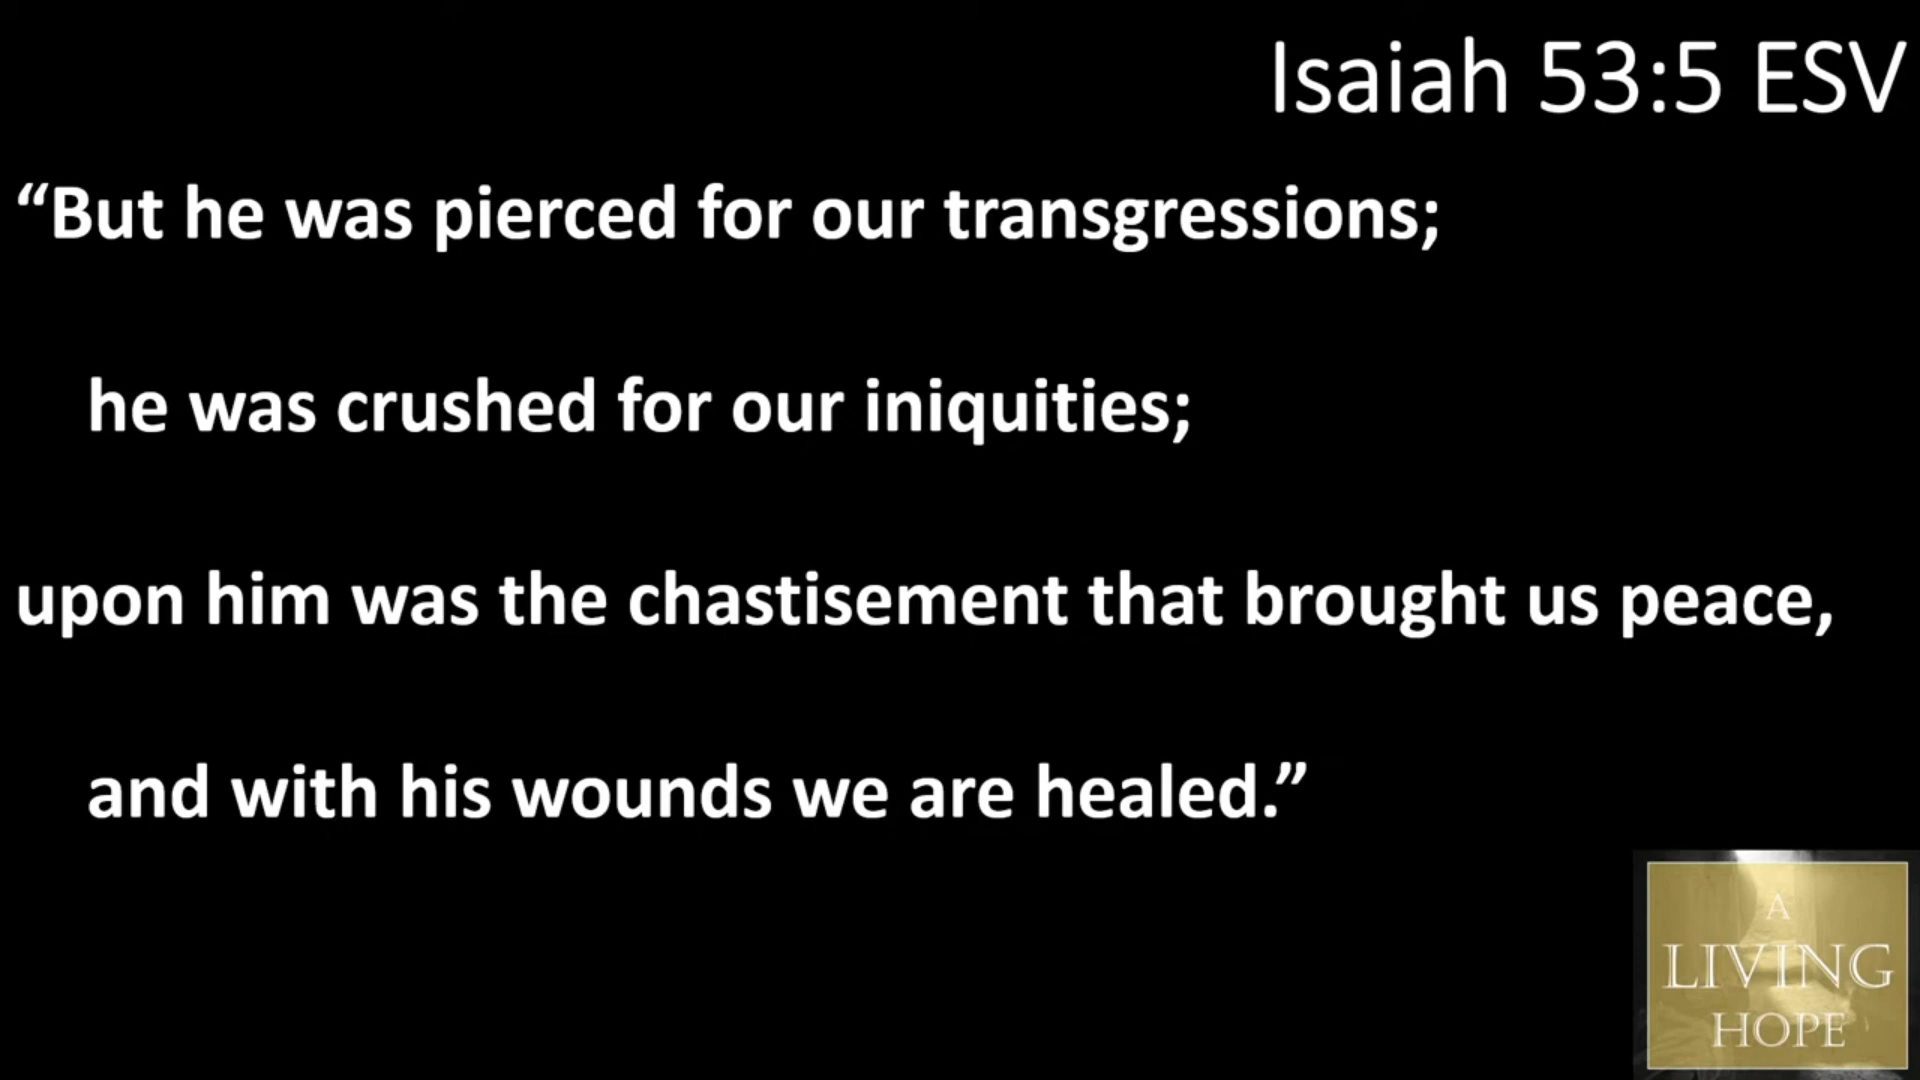 Isaiah 53:5 ESV
“But he was pierced for our transgressions;
he was crushed for our iniquities;
upon him was the chastisement that brought us peace,
and with his wounds we are healed.”
A
LIVING
HOPE